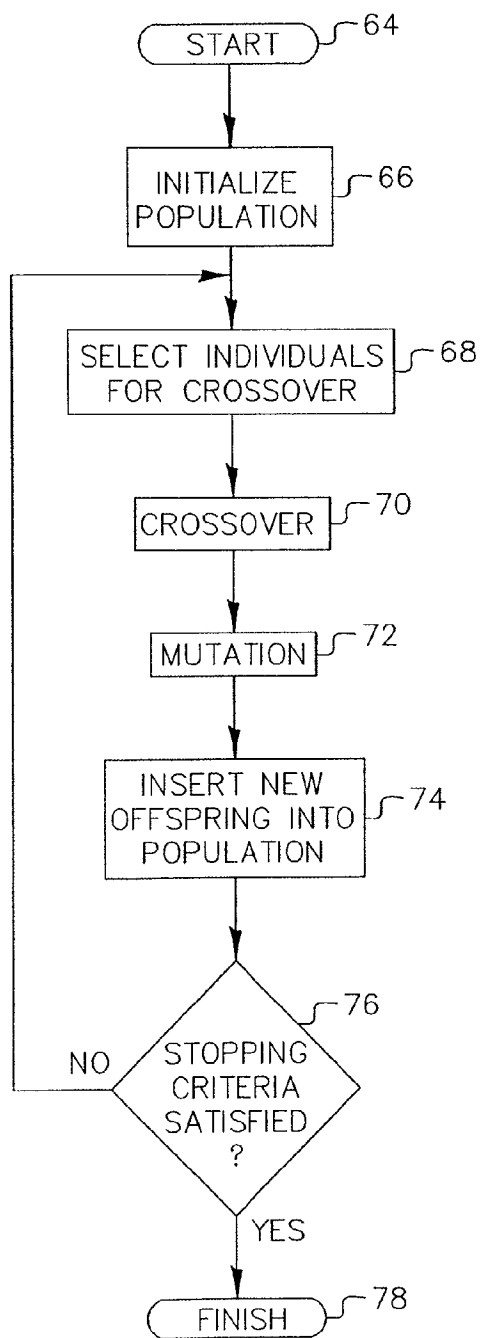 START
64
INITIALIZE
POPULATION
66
SELECT INDIVIDUALS
FOR CROSSOVER
68
CROSSOVER
70
MUTATION
72
INSERT NEW
OFFSPRING INTO
POPULATION
74
76
NO
STOPPING
CRITERIA
SATISFIED
?
YES
FINISH
78